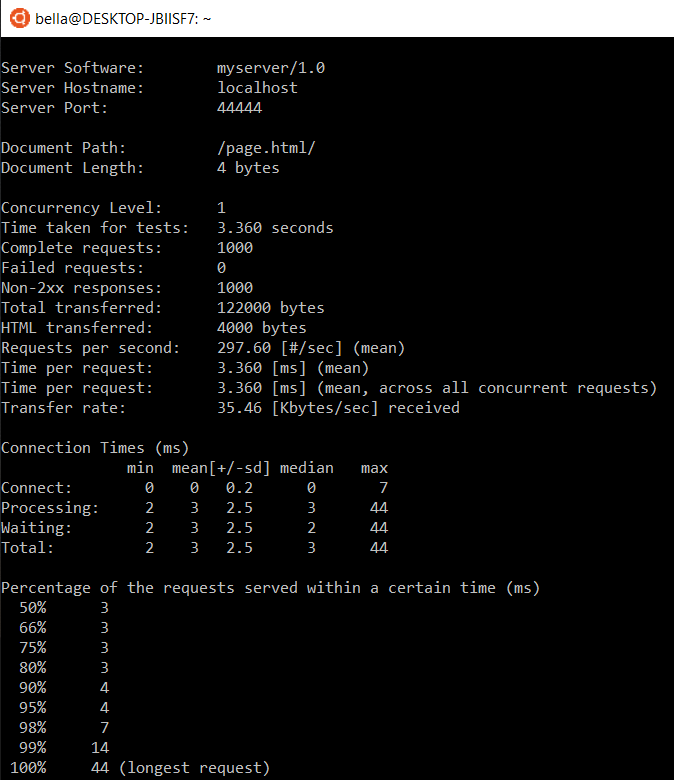 bella@DESKTOP-JBIISF7: ~
Server Software:        myserver/1.0
Server Hostname:        localhost
Server Port:            44444
Document Path:          /page.html/
Document Length:        4 bytes
Concurrency Level:      1
Time taken for tests:   3.360 seconds
Complete requests:      1000
Failed requests:        0
Non-2xx responses:      1000
Total transferred:      122000 bytes
HTML transferred:       4000 bytes
Requests per second:    297.60 [#/sec] (mean)
Time per request:       3.360 [ms] (mean)
Time per request:       3.360 [ms] (mean, across all concurrent requests)
Transfer rate:          35.46 [Kbytes/sec] received
Connection Times (ms)
              min  mean[+/-sd] median   max
Connect:        0    0   0.2      0       7
Processing:     2    3   2.5      3      44
Waiting:        2    3   2.5      2      44
Total:          2    3   2.5      3      44
Percentage of the requests served within a certain time (ms)
  50%      3
  66%      3
  75%      3
  80%      3
  90%      4
  95%      4
  98%      7
  99%     14
 100%     44 (longest request)